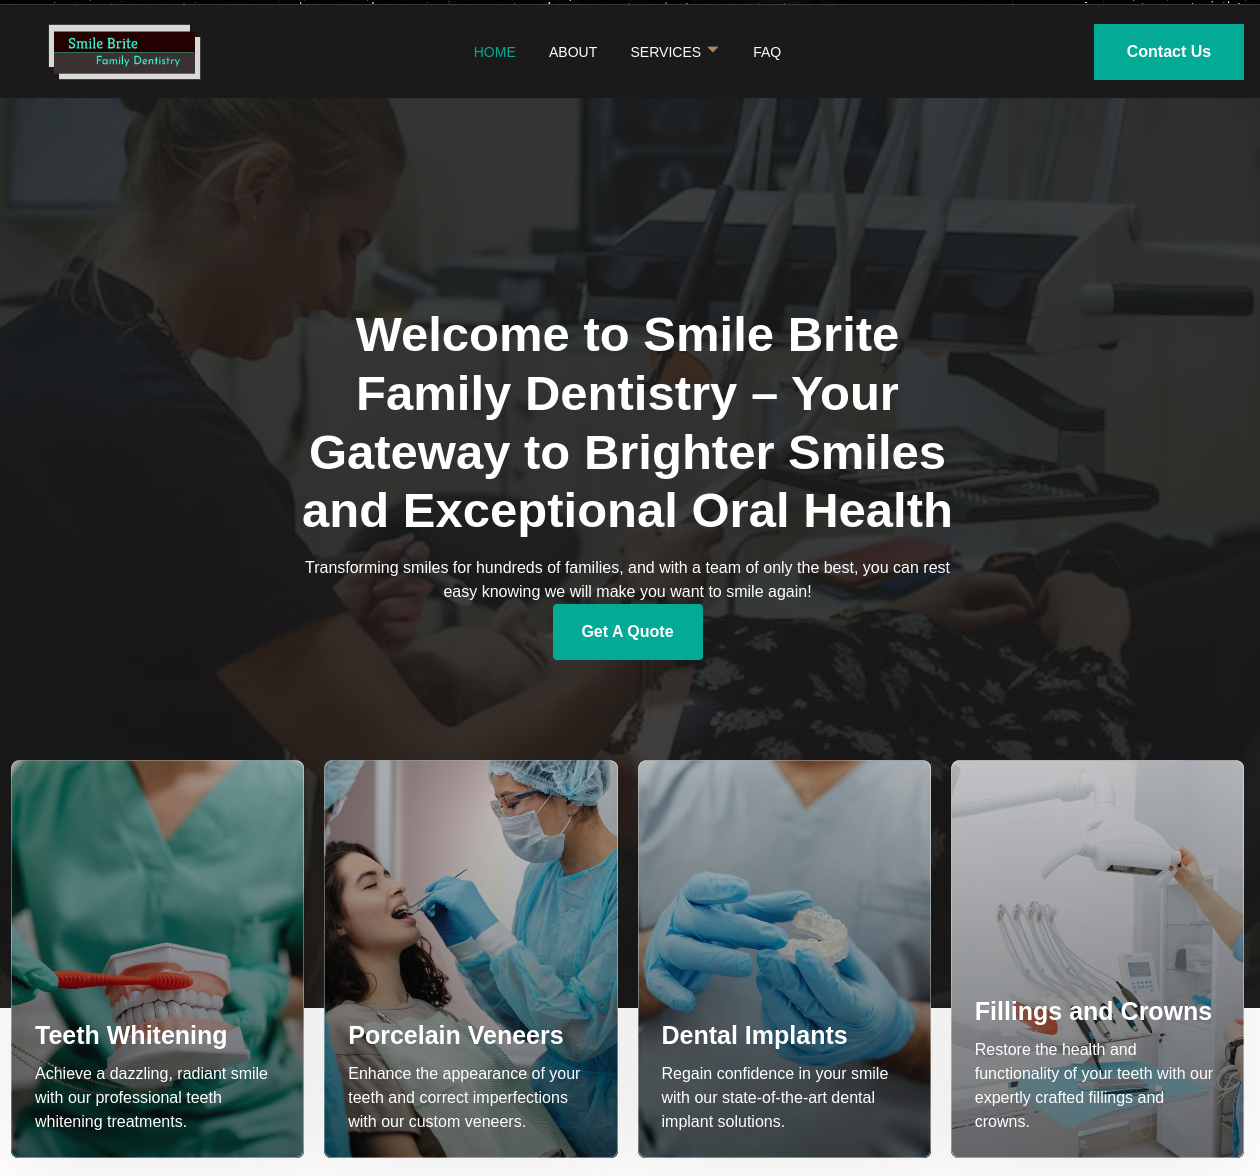 Smile Brite
Family Dentistry
HOME ABOUT SERVICES FAQ
Contact Us
Welcome to Smile Brite
Family Dentistry – Your
Gateway to Brighter Smiles
and Exceptional Oral Health
Transforming smiles for hundreds of families, and with a team of only the best, you can rest
easy knowing we will make you want to smile again!
Get A Quote
Teeth Whitening
Achieve a dazzling, radiant smile
with our professional teeth
whitening treatments.
Porcelain Veneers
Enhance the appearance of your
teeth and correct imperfections
with our custom veneers.
Dental Implants
Regain confidence in your smile
with our state-of-the-art dental
implant solutions.
Fillings and Crowns
Restore the health and
functionality of your teeth with our
expertly crafted fillings and
crowns.